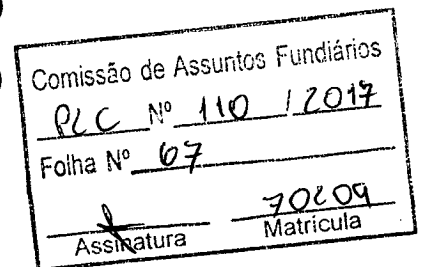 Comissão de Assuntos Fundiários
PLC Nº 110 / 2017
Folha Nº 67
70209
Assinatura Matrícula